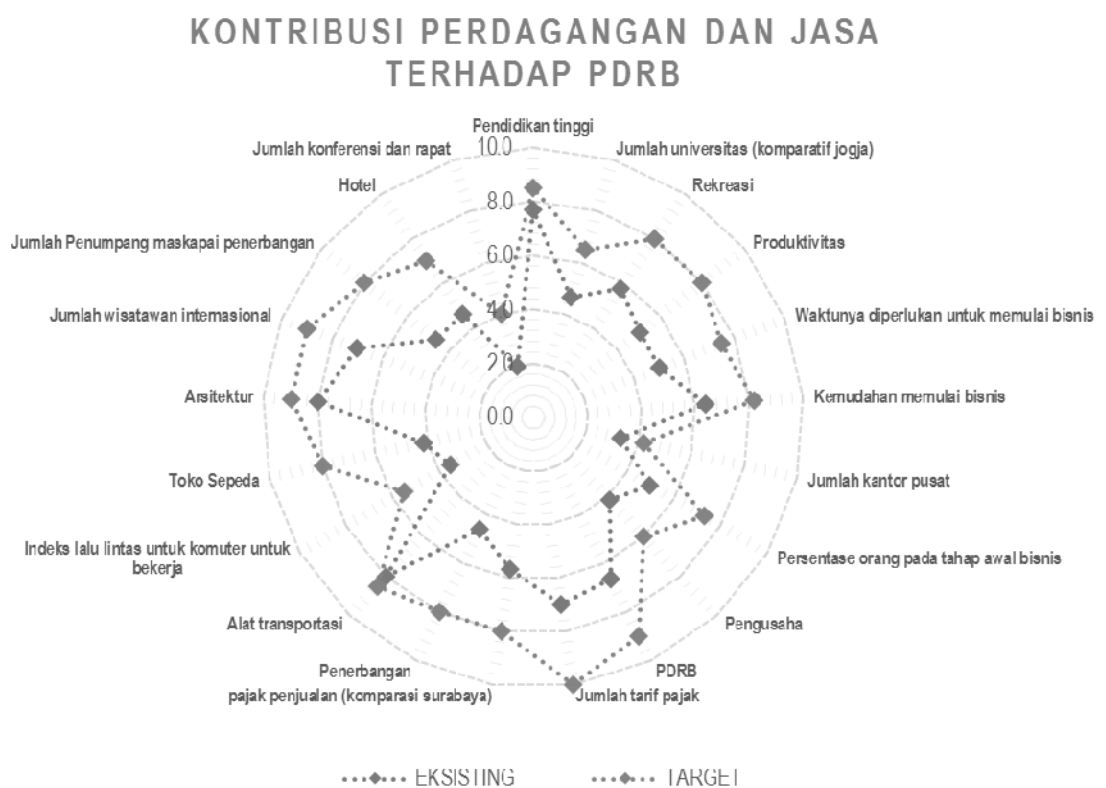 KONTRIBUSI PERDAGANGAN DAN JASA
TERHADAP PDRB
Pendidikan tinggi
Jumlah universitas (komparatif jogja)
Rekreasi
Produktivitas
Waktunya diperlukan untuk memulai bisnis
Kemudahan memulai bisnis
Jumlah kantor pusat
Persentase orang pada tahap awal bisnis
Pengusaha
PDRB
Jumlah tarif pajak
pajak penjualan (komparasi surabaya)
Penerbangan
Alat transportasi
Indeks lalu lintas untuk komuter untuk
bekerja
Toko Sepeda
Arsitektur
Jumlah wisatawan internasional
Jumlah Penumpang maskapai penerbangan
Hotel
Jumlah konferensi dan rapat
10.0
8.0
6.0
4.0
2.0
0.0
EKSISTING
TARGET